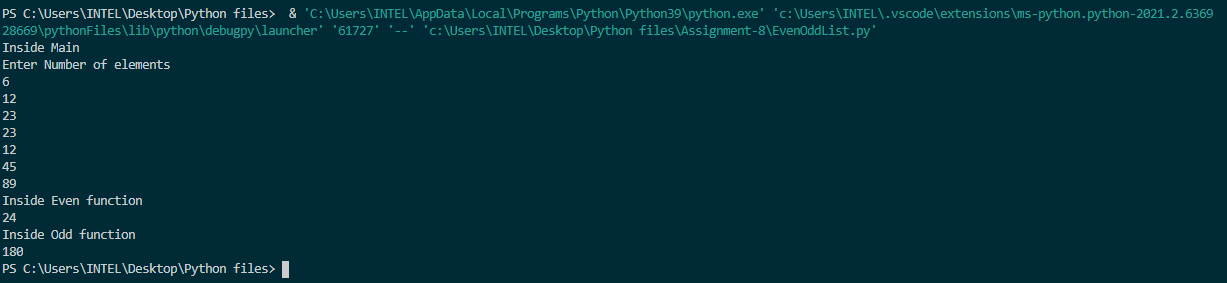 PS C:\Users\INTEL\Desktop\Python files>  & 'C:\Users\INTEL\AppData\Local\Programs\Python\Python39\python.exe' 'c:\Users\INTEL\.vscode\extensions\ms-python.python-2021.2.6369
28669\pythonFiles\lib\python\debugpy\launcher' '61727' '--' 'c:\Users\INTEL\Desktop\Python files\Assignment-8\EvenOddList.py'
Inside Main
Enter Number of elements
6
12
23
23
12
45
89
Inside Even function
24
Inside Odd function
180
PS C:\Users\INTEL\Desktop\Python files>